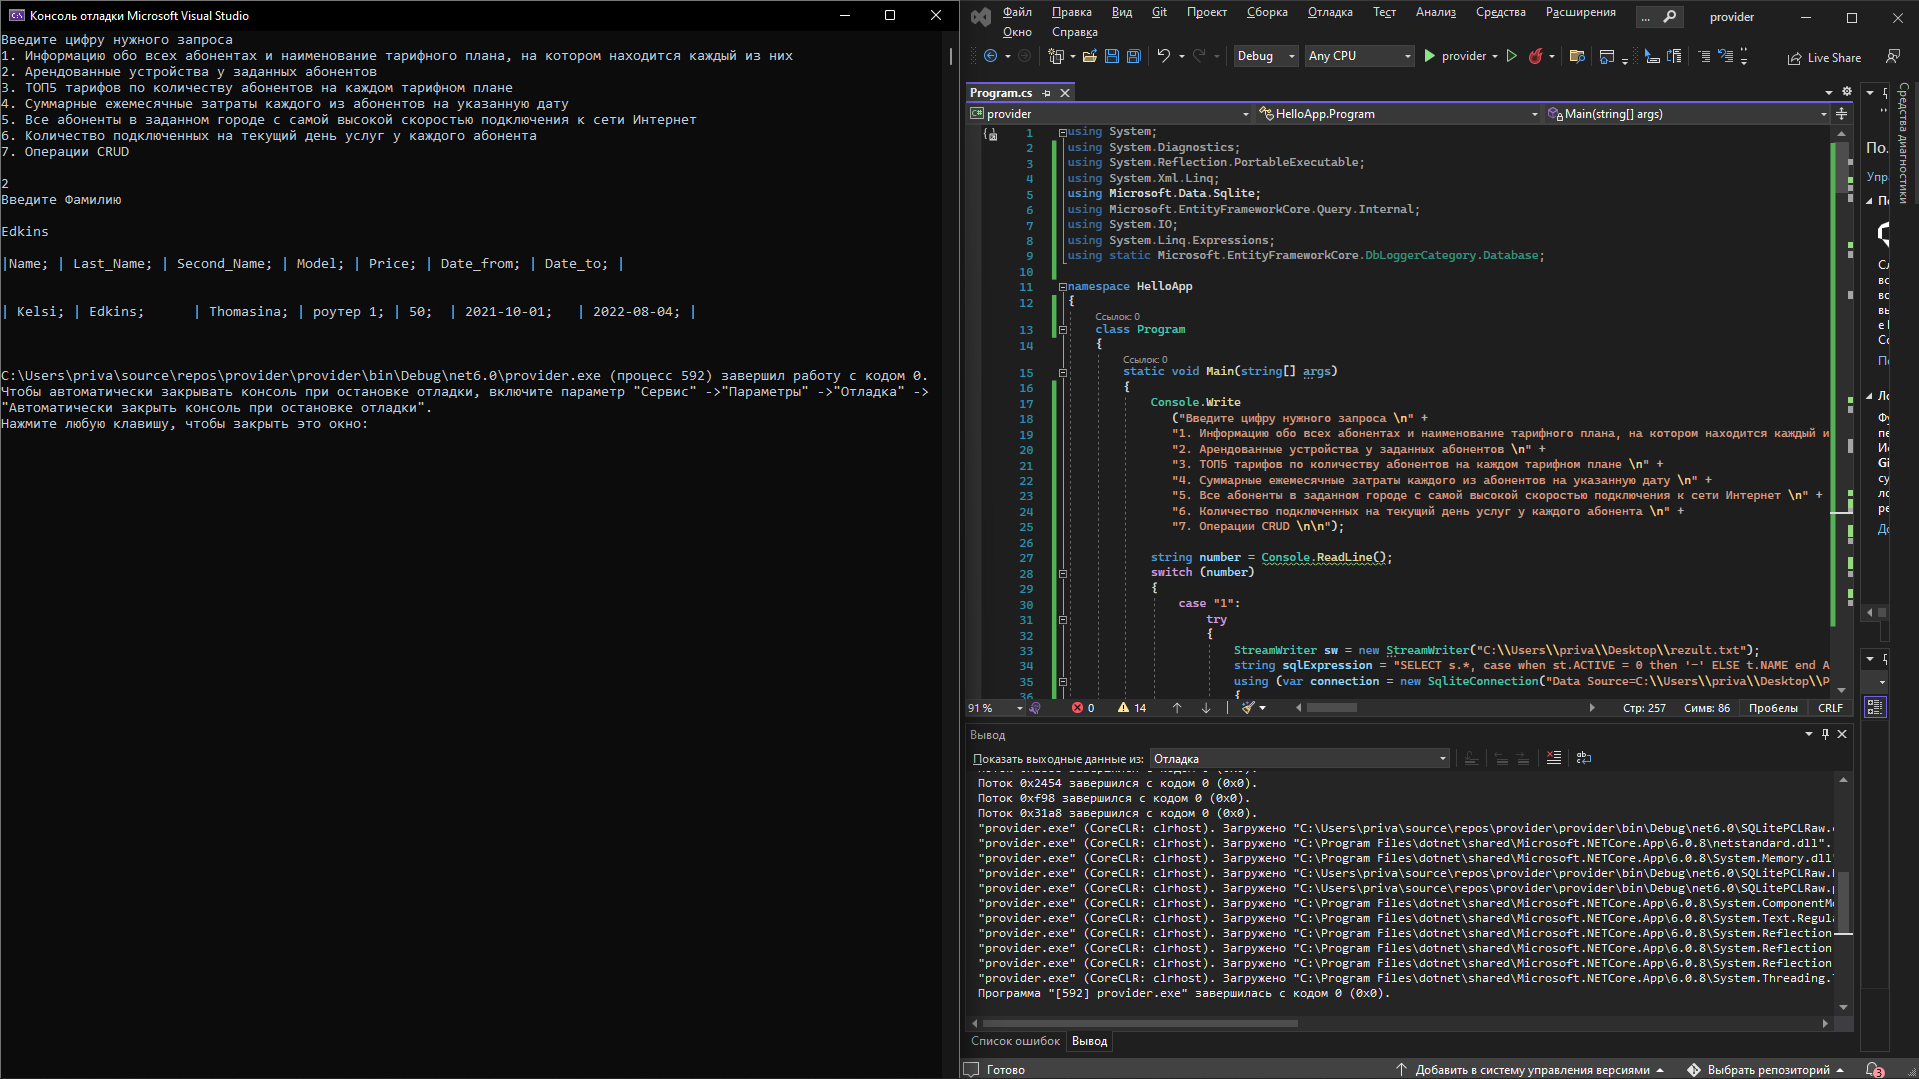 Консоль отладки Microsoft Visual Studio
Введите цифру нужного запроса
1. Информацию обо всех абонентах и наименование тарифного плана, на котором находится каждый из них
2. Арендованные устройства у заданных абонентов
3. ТОП5 тарифов по количеству абонентов на каждом тарифном плане
4. Суммарные ежемесячные затраты каждого из абонентов на указанную дату
5. Все абоненты в заданном городе с самой высокой скоростью подключения к сети Интернет
6. Количество подключенных на текущий день услуг у каждого абонента
7. Операции CRUD
2
Введите Фамилию
Edkins
|Name; | Last_Name; | Second_Name; | Model; | Price; | Date_from; | Date_to; |
| Kelsi; | Edkins;      | Thomasina; | роутер 1; | 50;  | 2021-10-01;   | 2022-08-04; |
C:\Users\priva\source\repos\provider\provider\bin\Debug\net6.0\provider.exe (процесс 592) завершил работу с кодом 0.
Чтобы автоматически закрывать консоль при остановке отладки, включите параметр "Сервис" ->"Параметры" ->"Отладка" ->
"Автоматически закрыть консоль при остановке отладки".
Нажмите любую клавишу, чтобы закрыть это окно:
Файл Правка Вид Git Проект Сборка Отладка Тест Анализ Средства Расширения ... provider
Окно Справка
Debug Any CPU provider Live Share
Program.cs
provider HelloApp.Program Main(string[] args)
1 using System;
2 using System.Diagnostics;
3 using System.Reflection.PortableExecutable;
4 using System.Xml.Linq;
5 using Microsoft.Data.Sqlite;
6 using Microsoft.EntityFrameworkCore.Query.Internal;
7 using System.IO;
8 using System.Linq.Expressions;
9 using static Microsoft.EntityFrameworkCore.DbLoggerCategory.Database;
10
11 namespace HelloApp
12 {
Ссылок: 0
13 class Program
14 {
Ссылок: 0
15 static void Main(string[] args)
16 {
17 Console.Write
18 ("Введите цифру нужного запроса \n" +
19 "1. Информацию обо всех абонентах и наименование тарифного плана, на котором находится каждый и
20 "2. Арендованные устройства у заданных абонентов \n" +
21 "3. ТОП5 тарифов по количеству абонентов на каждом тарифном плане \n" +
22 "4. Суммарные ежемесячные затраты каждого из абонентов на указанную дату \n" +
23 "5. Все абоненты в заданном городе с самой высокой скоростью подключения к сети Интернет \n" +
24 "6. Количество подключенных на текущий день услуг у каждого абонента \n" +
25 "7. Операции CRUD \n\n");
26
27 string number = Console.ReadLine();
28 switch (number)
29 {
30 case "1":
31 try
32 {
33 StreamWriter sw = new StreamWriter("C:\\Users\\priva\\Desktop\\rezult.txt");
34 string sqlExpression = "SELECT s.*, case when st.ACTIVE = 0 then '-' ELSE t.NAME end A
35 using (var connection = new SqliteConnection("Data Source=C:\\Users\\priva\\Desktop\\P
36 {
91 % 0 14 Стр: 257 Симв: 86 Пробелы CRLF
Вывод
Показать выходные данные из: Отладка
Поток 0x2454 завершился с кодом 0 (0x0).
Поток 0xf98 завершился с кодом 0 (0x0).
Поток 0x31a8 завершился с кодом 0 (0x0).
"provider.exe" (CoreCLR: clrhost). Загружено "C:\Users\priva\source\repos\provider\provider\bin\Debug\net6.0\SQLitePCLRaw.
"provider.exe" (CoreCLR: clrhost). Загружено "C:\Program Files\dotnet\shared\Microsoft.NETCore.App\6.0.8\netstandard.dll".
"provider.exe" (CoreCLR: clrhost). Загружено "C:\Program Files\dotnet\shared\Microsoft.NETCore.App\6.0.8\System.Memory.dll"
"provider.exe" (CoreCLR: clrhost). Загружено "C:\Users\priva\source\repos\provider\provider\bin\Debug\net6.0\SQLitePCLRaw.
"provider.exe" (CoreCLR: clrhost). Загружено "C:\Users\priva\source\repos\provider\provider\bin\Debug\net6.0\SQLitePCLRaw.
"provider.exe" (CoreCLR: clrhost). Загружено "C:\Program Files\dotnet\shared\Microsoft.NETCore.App\6.0.8\System.ComponentM
"provider.exe" (CoreCLR: clrhost). Загружено "C:\Program Files\dotnet\shared\Microsoft.NETCore.App\6.0.8\System.Text.Regul
"provider.exe" (CoreCLR: clrhost). Загружено "C:\Program Files\dotnet\shared\Microsoft.NETCore.App\6.0.8\System.Reflection
"provider.exe" (CoreCLR: clrhost). Загружено "C:\Program Files\dotnet\shared\Microsoft.NETCore.App\6.0.8\System.Reflection
"provider.exe" (CoreCLR: clrhost). Загружено "C:\Program Files\dotnet\shared\Microsoft.NETCore.App\6.0.8\System.Reflection
"provider.exe" (CoreCLR: clrhost). Загружено "C:\Program Files\dotnet\shared\Microsoft.NETCore.App\6.0.8\System.Threading.
Программа "[592] provider.exe" завершилась с кодом 0 (0x0).
Список ошибок Вывод
Готово Добавить в систему управления версиями Выбрать репозиторий 3
Средства диагностики